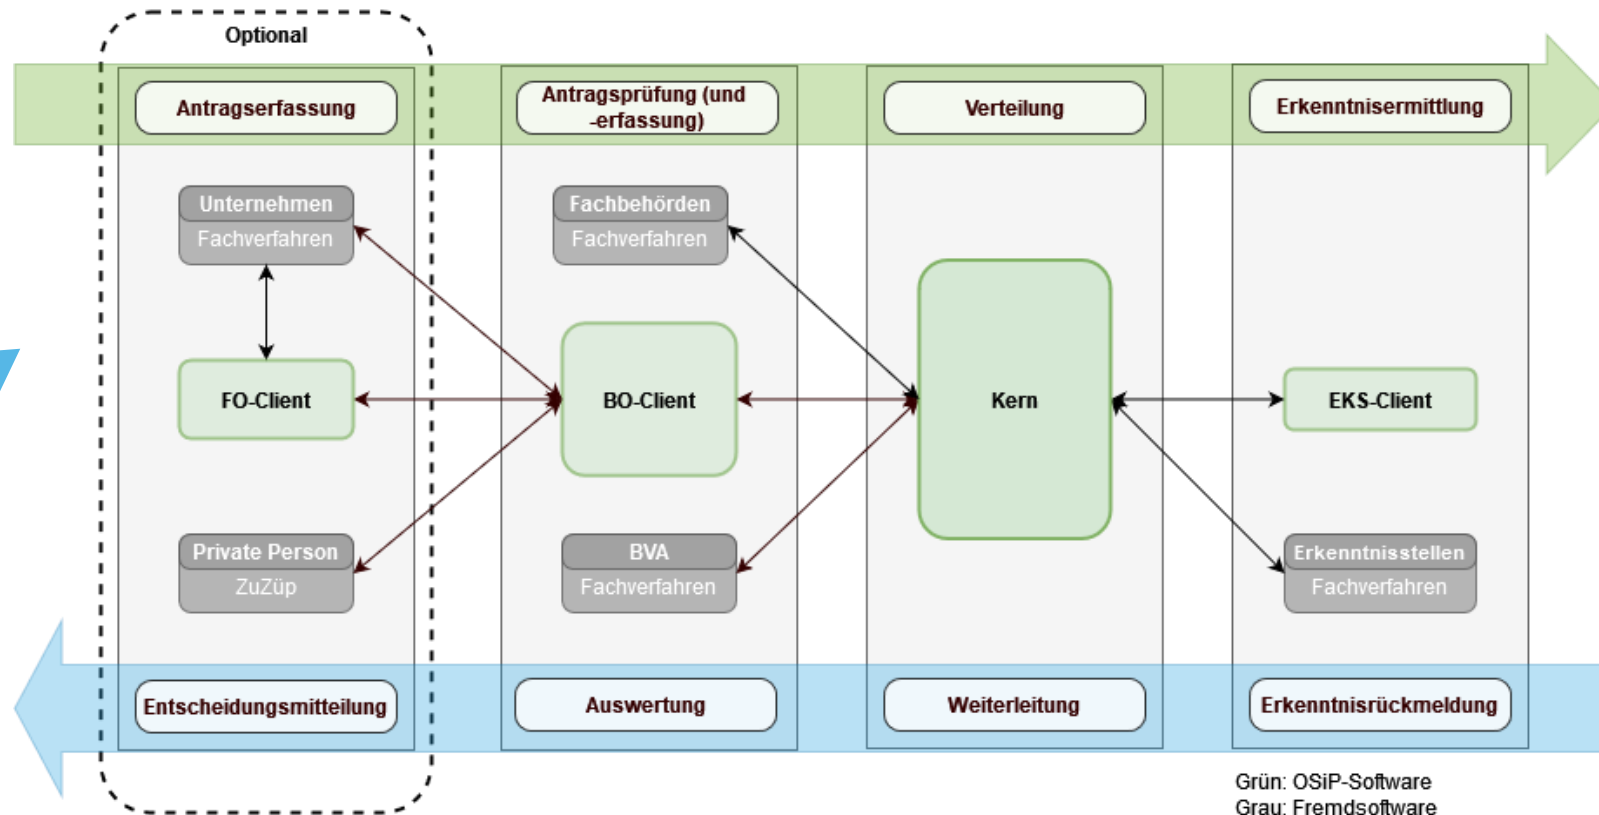 Optional
Antragserfassung
Antragsprüfung (und
-erfassung)
Verteilung
Erkenntnisermittlung
Unternehmen
Fachverfahren
Fachbehörden
Fachverfahren
FO-Client
BO-Client
Kern
EKS-Client
Private Person
ZuZüp
BVA
Fachverfahren
Erkenntnisstellen
Fachverfahren
Entscheidungsmitteilung
Auswertung
Weiterleitung
Erkenntnisrückmeldung
Grün: OSiP-Software
Grau: Fremdsoftware